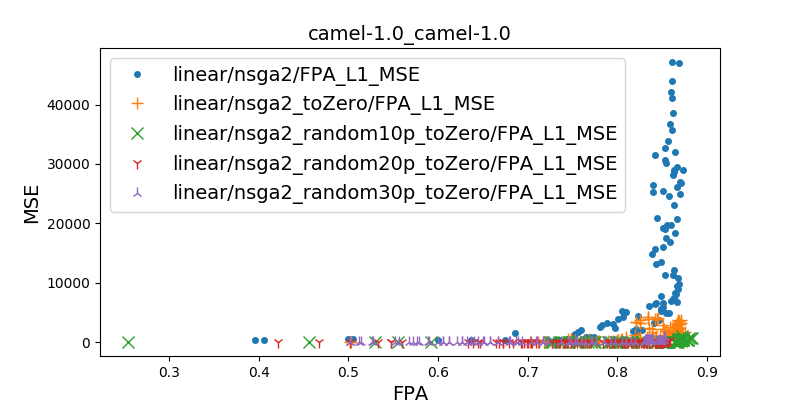 camel-1.0_camel-1.0
linear/nsga2/FPA_L1_MSE
linear/nsga2_toZero/FPA_L1_MSE
linear/nsga2_random10p_toZero/FPA_L1_MSE
linear/nsga2_random20p_toZero/FPA_L1_MSE
linear/nsga2_random30p_toZero/FPA_L1_MSE
MSE
40000
30000
20000
10000
0
0.3 0.4 0.5 0.6 0.7 0.8 0.9
FPA